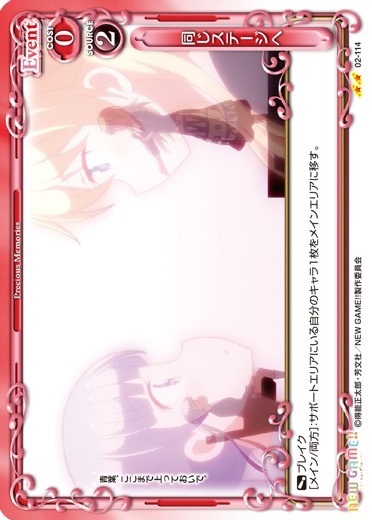 Event
COST
0
SOURCE
2
同じステージへ
Precious Memories
青葉、ここまで上っておいで。
ブレイク
[メイン/両方]:サポートエリアにいる自分のキャラ1枚をメインエリアに移す。
©得能正太郎・芳文社/NEW GAME!!製作委員会
02-114
NEW GAME!!